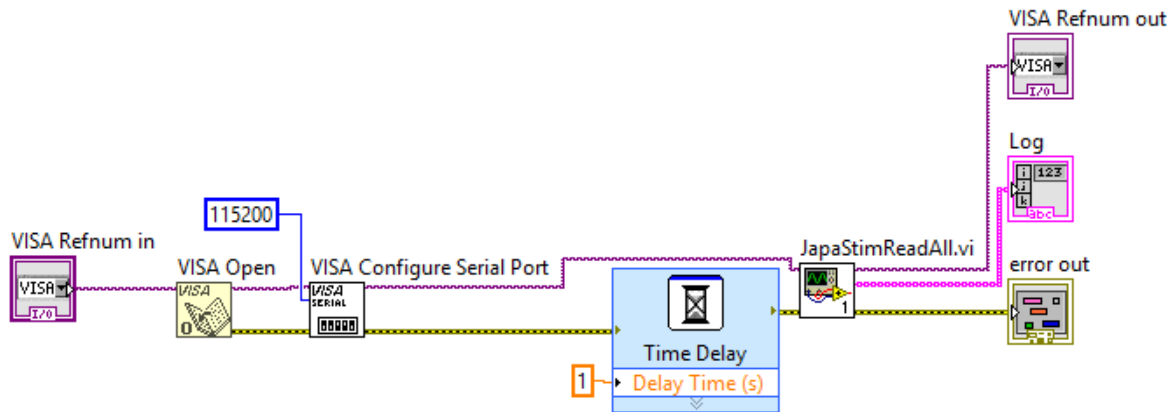 VISA Refnum out
VISA
I/O
Log
i 123
j
k
abc
115200
VISA Refnum in
VISA
I/O
VISA Open
VISA
VISA Configure Serial Port
VISA
SERIAL
JapaStimReadAll.vi
1
error out
Time Delay
1
Delay Time (s)